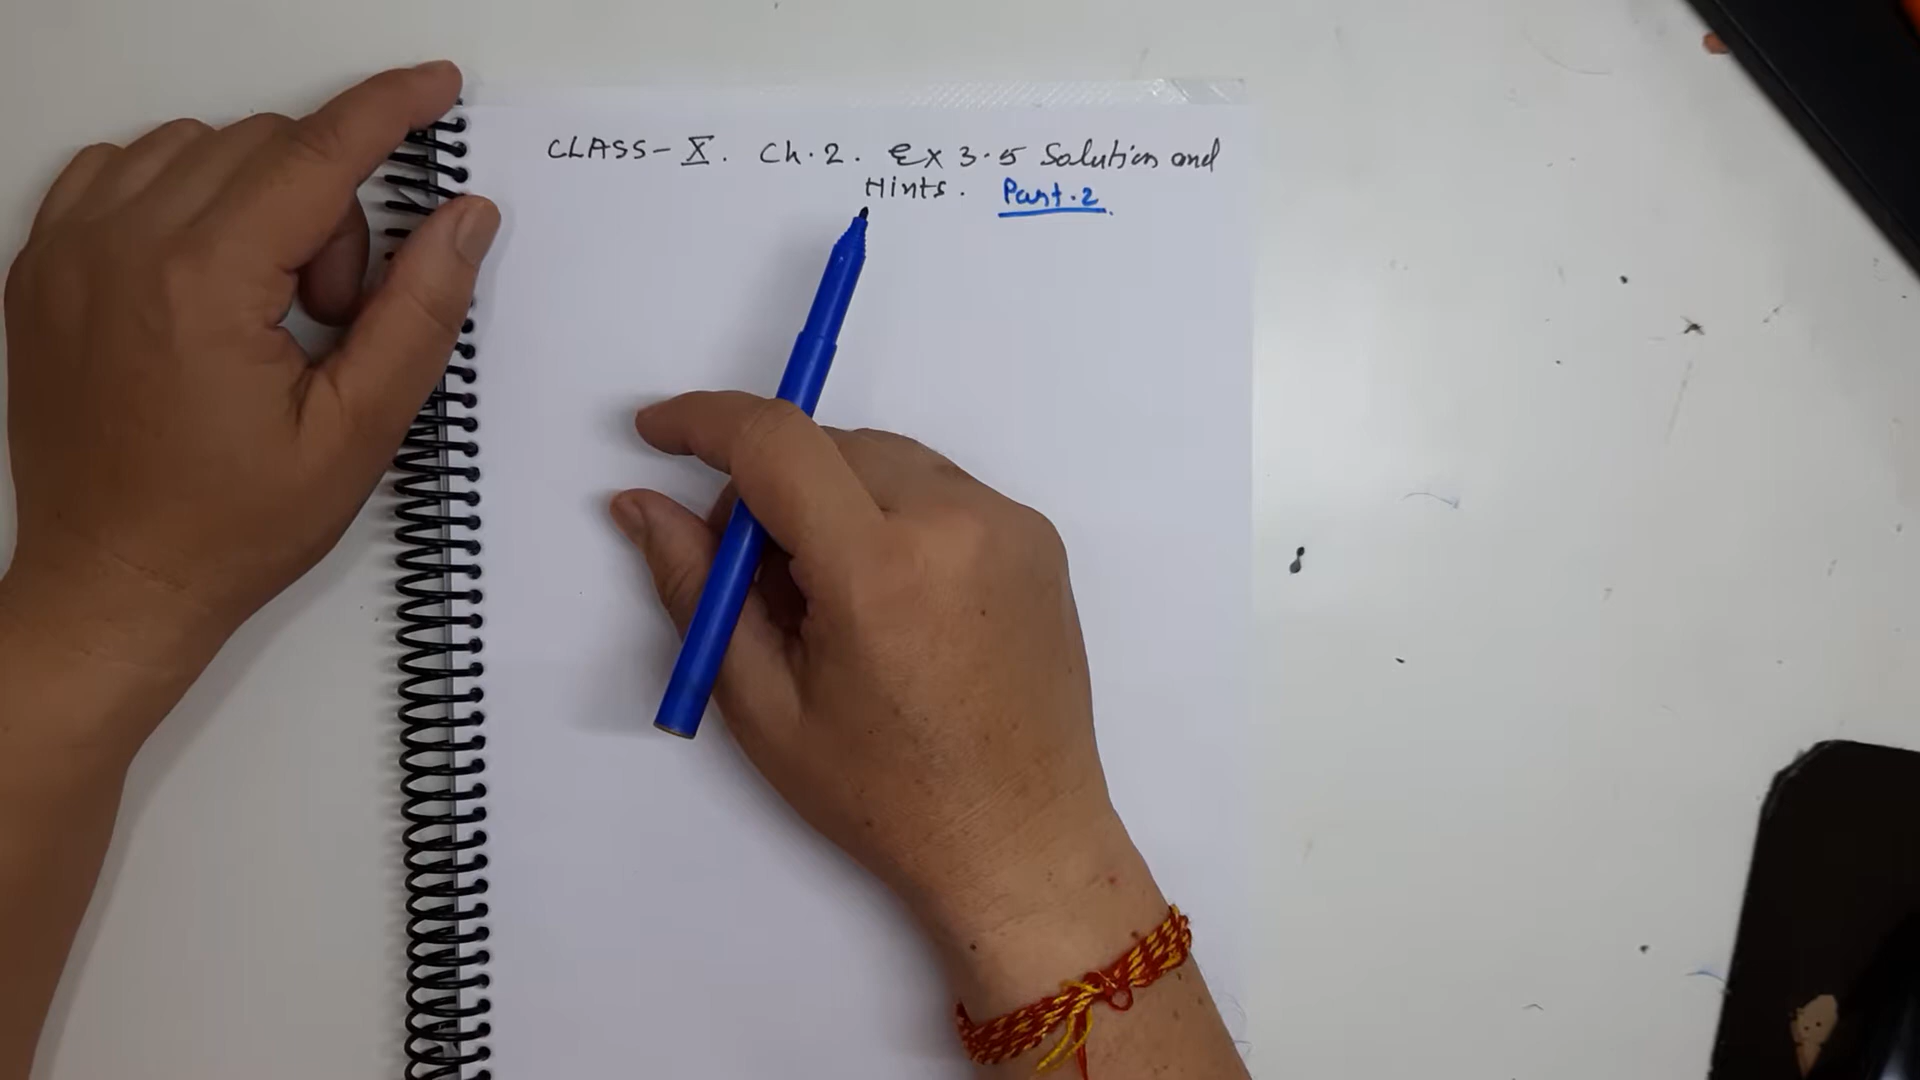 CLASS - X. Ch. 2. Ex 3.5 Solution and
Hints. Part.2.